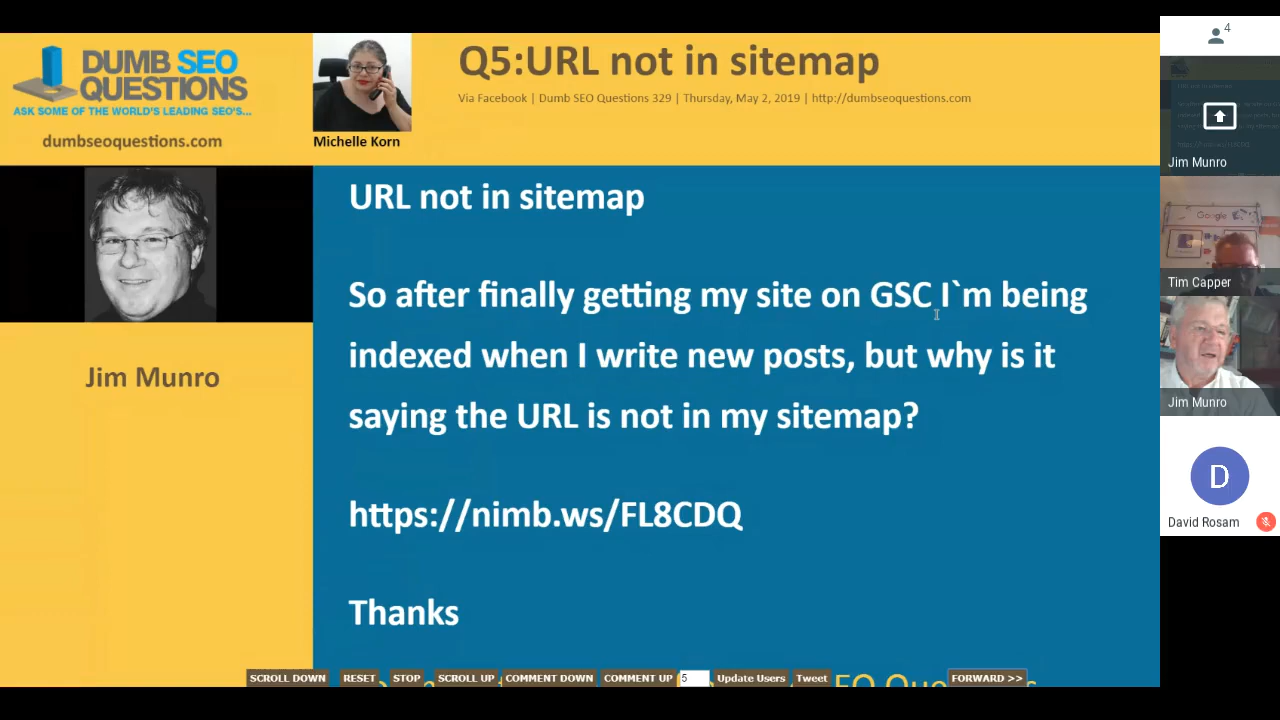 DUMB SEO
QUESTIONS
ASK SOME OF THE WORLD'S LEADING SEO'S...
dumbseoquestions.com
Michelle Korn
Q5:URL not in sitemap
Via Facebook | Dumb SEO Questions 329 | Thursday, May 2, 2019 | http://dumbseoquestions.com
Jim Munro
URL not in sitemap
So after finally getting my site on GSC I`m being
indexed when I write new posts, but why is it
saying the URL is not in my sitemap?
https://nimb.ws/FL8CDQ
Thanks
SCROLL DOWN
RESET
STOP
SCROLL UP
COMMENT DOWN
COMMENT UP
5
Update Users
Tweet
FORWARD >>
4
Jim Munro
Google
Tim Capper
Jim Munro
D
David Rosam